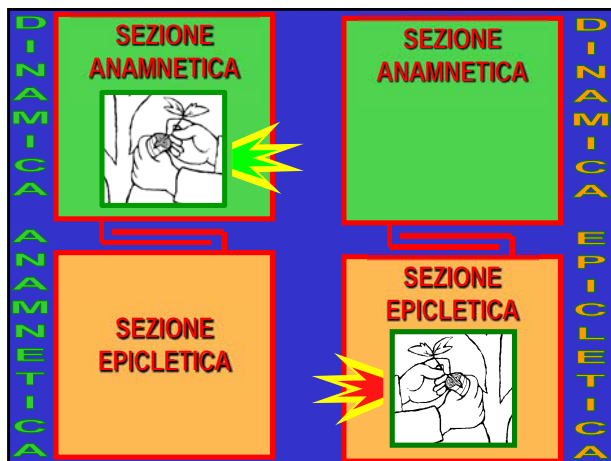 DINAMICA ANAMNETICA
SEZIONE
ANAMNETICA
SEZIONE
EPICLETICA
SEZIONE
ANAMNETICA
SEZIONE
EPICLETICA
DINAMICA EPICLETICA